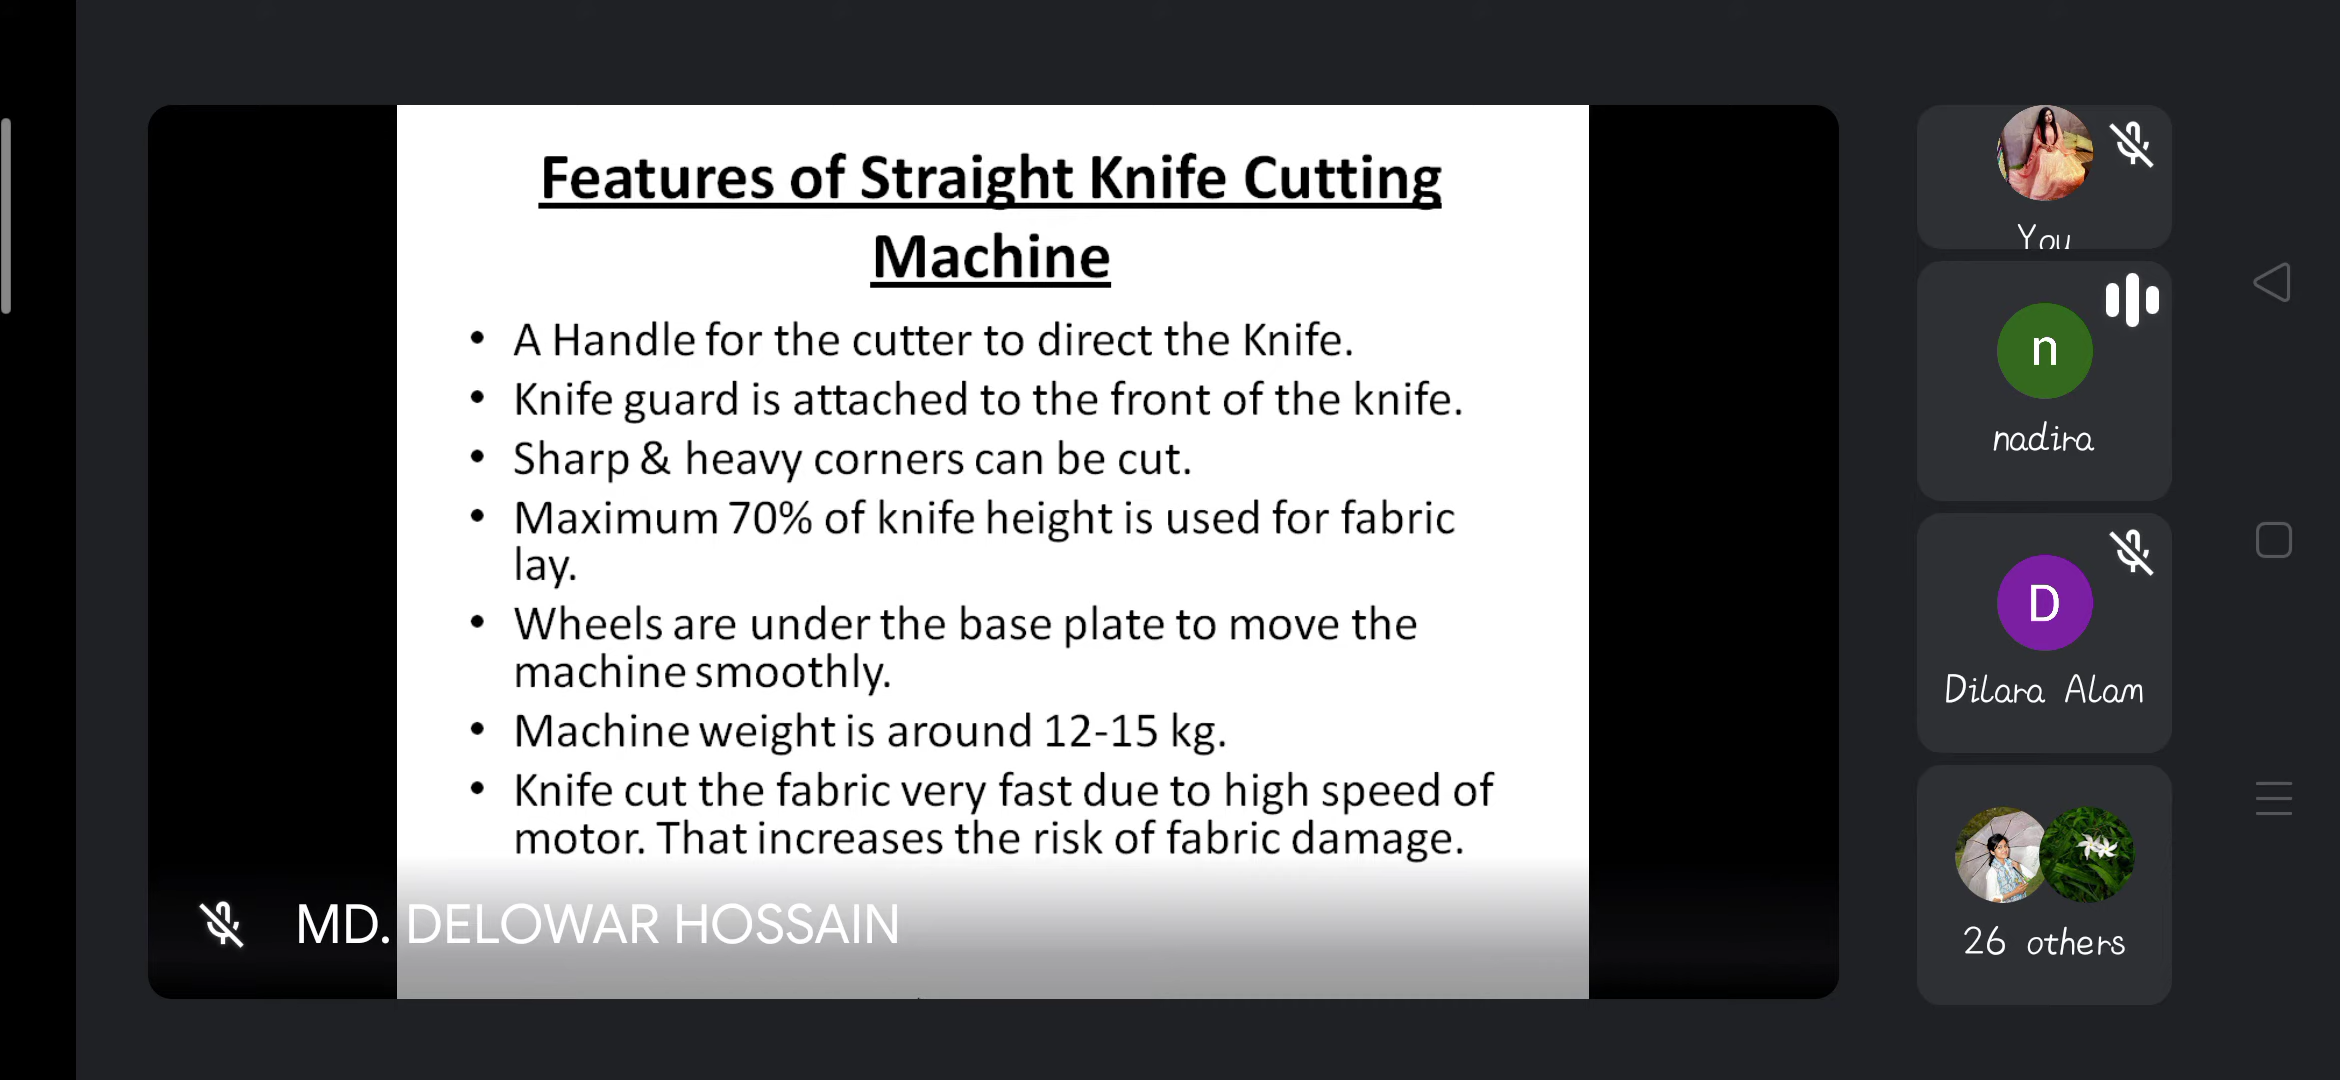 Features of Straight Knife Cutting
Machine
• A Handle for the cutter to direct the Knife.
• Knife guard is attached to the front of the knife.
• Sharp & heavy corners can be cut.
• Maximum 70% of knife height is used for fabric
lay.
• Wheels are under the base plate to move the
machine smoothly.
• Machine weight is around 12-15 kg.
• Knife cut the fabric very fast due to high speed of
motor. That increases the risk of fabric damage.
MD. DELOWAR HOSSAIN
You
n
nadira
D
Dilara Alam
26 others